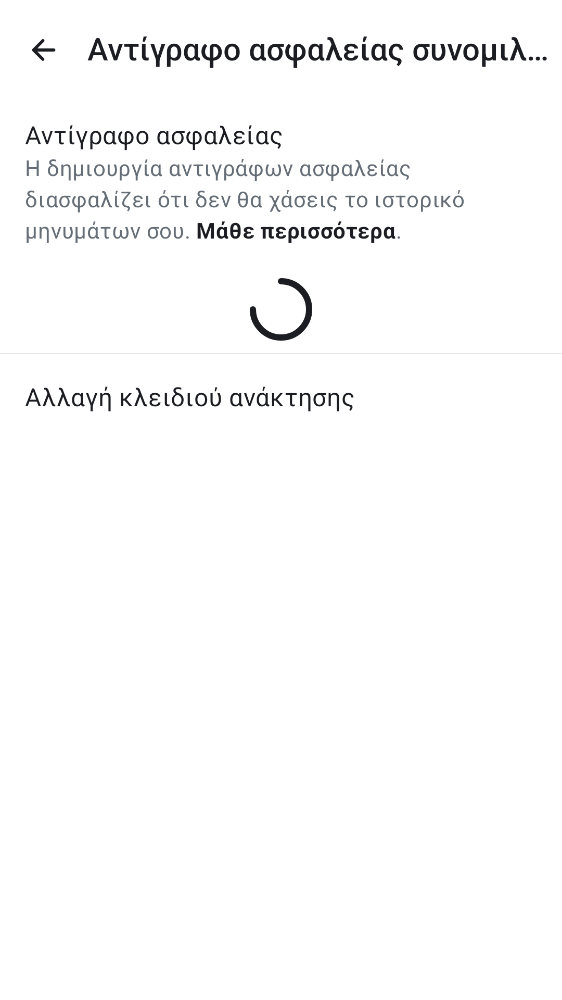 Αντίγραφο ασφαλείας συνομιλ...
Αντίγραφο ασφαλείας
Η δημιουργία αντιγράφων ασφαλείας
διασφαλίζει ότι δεν θα χάσεις το ιστορικό
μηνυμάτων σου. Μάθε περισσότερα.
Αλλαγή κλειδιού ανάκτησης